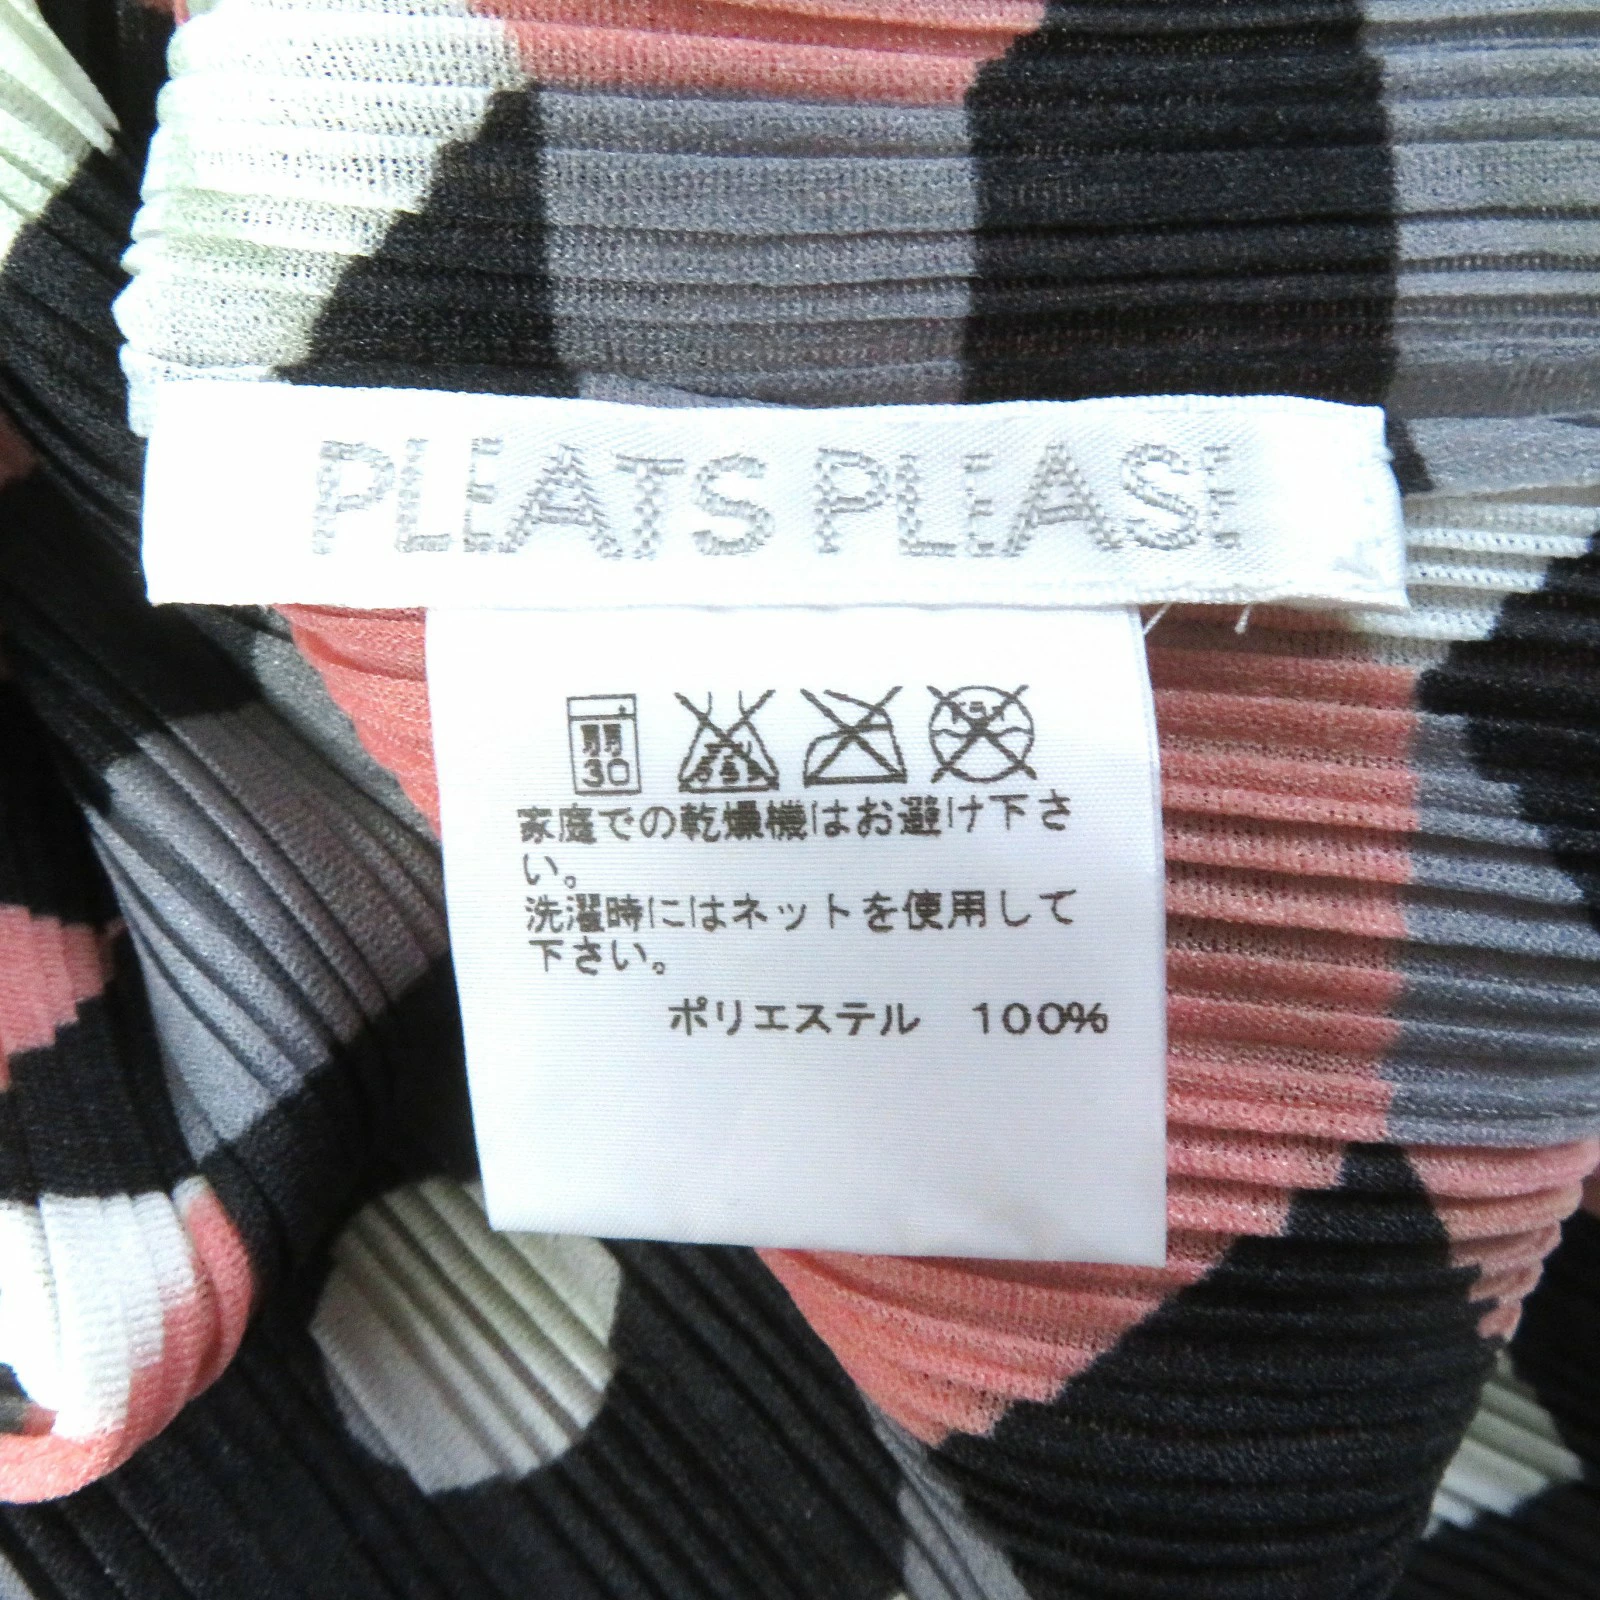 PLEATS PLEASE
弱
30
家庭での乾燥機はお避け下さ
い。
洗濯時にはネットを使用して
下さい。
ポリエステル 100%